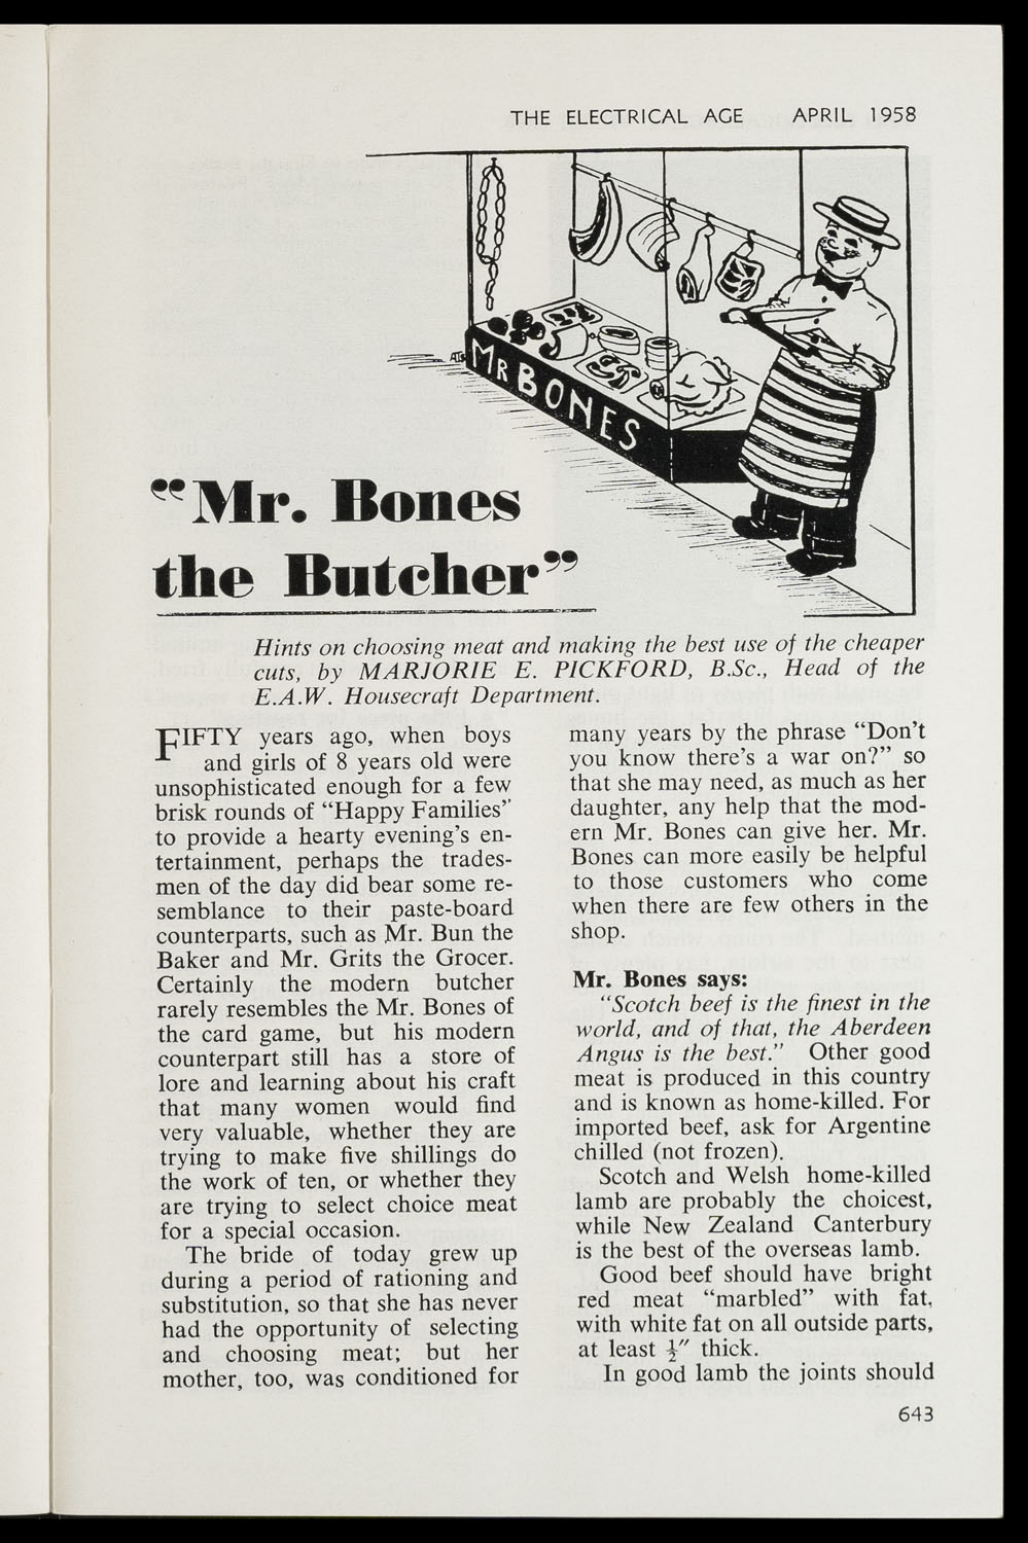 THE ELECTRICAL AGE APRIL 1958
MR BONES
“Mr. Bones
the Butcher”
Hints on choosing meat and making the best use of the cheaper
cuts, by MARJORIE E. PICKFORD, B.Sc., Head of the
E.A.W. Housecraft Department.
FIFTY years ago, when boys
and girls of 8 years old were
unsophisticated enough for a few
brisk rounds of “Happy Families”
to provide a hearty evening’s en-
tertainment, perhaps the trades-
men of the day did bear some re-
semblance to their paste-board
counterparts, such as Mr. Bun the
Baker and Mr. Grits the Grocer.
Certainly the modern butcher
rarely resembles the Mr. Bones of
the card game, but his modern
counterpart still has a store of
lore and learning about his craft
that many women would find
very valuable, whether they are
trying to make five shillings do
the work of ten, or whether they
are trying to select choice meat
for a special occasion.
The bride of today grew up
during a period of rationing and
substitution, so that she has never
had the opportunity of selecting
and choosing meat; but her
mother, too, was conditioned for
many years by the phrase “Don’t
you know there’s a war on?” so
that she may need, as much as her
daughter, any help that the mod-
ern Mr. Bones can give her. Mr.
Bones can more easily be helpful
to those customers who come
when there are few others in the
shop.
Mr. Bones says:
“Scotch beef is the finest in the
world, and of that, the Aberdeen
Angus is the best.” Other good
meat is produced in this country
and is known as home-killed. For
imported beef, ask for Argentine
chilled (not frozen).
Scotch and Welsh home-killed
lamb are probably the choicest,
while New Zealand Canterbury
is the best of the overseas lamb.
Good beef should have bright
red meat “marbled” with fat,
with white fat on all outside parts,
at least ½″ thick.
In good lamb the joints should
643